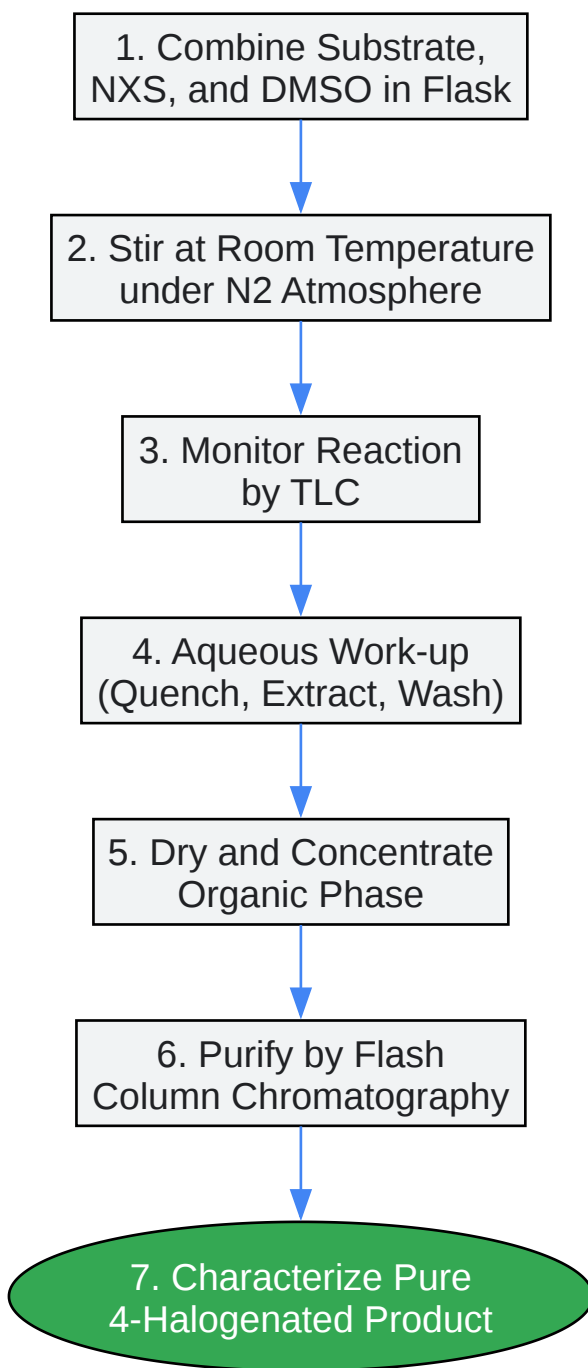 1. Combine Substrate,
NXS, and DMSO in Flask
2. Stir at Room Temperature
under N2 Atmosphere
3. Monitor Reaction
by TLC
4. Aqueous Work-up
(Quench, Extract, Wash)
5. Dry and Concentrate
Organic Phase
6. Purify by Flash
Column Chromatography
7. Characterize Pure
4-Halogenated Product